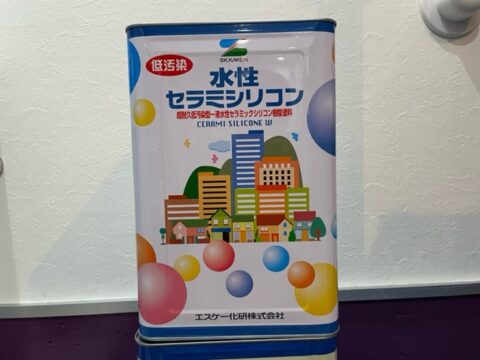 SK KAKEN
低汚染
水性
セラミシリコン
超耐久低汚染型一液水性セラミックシリコン樹脂塗料
CERAMI SILICONE W
エスケー化研株式会社